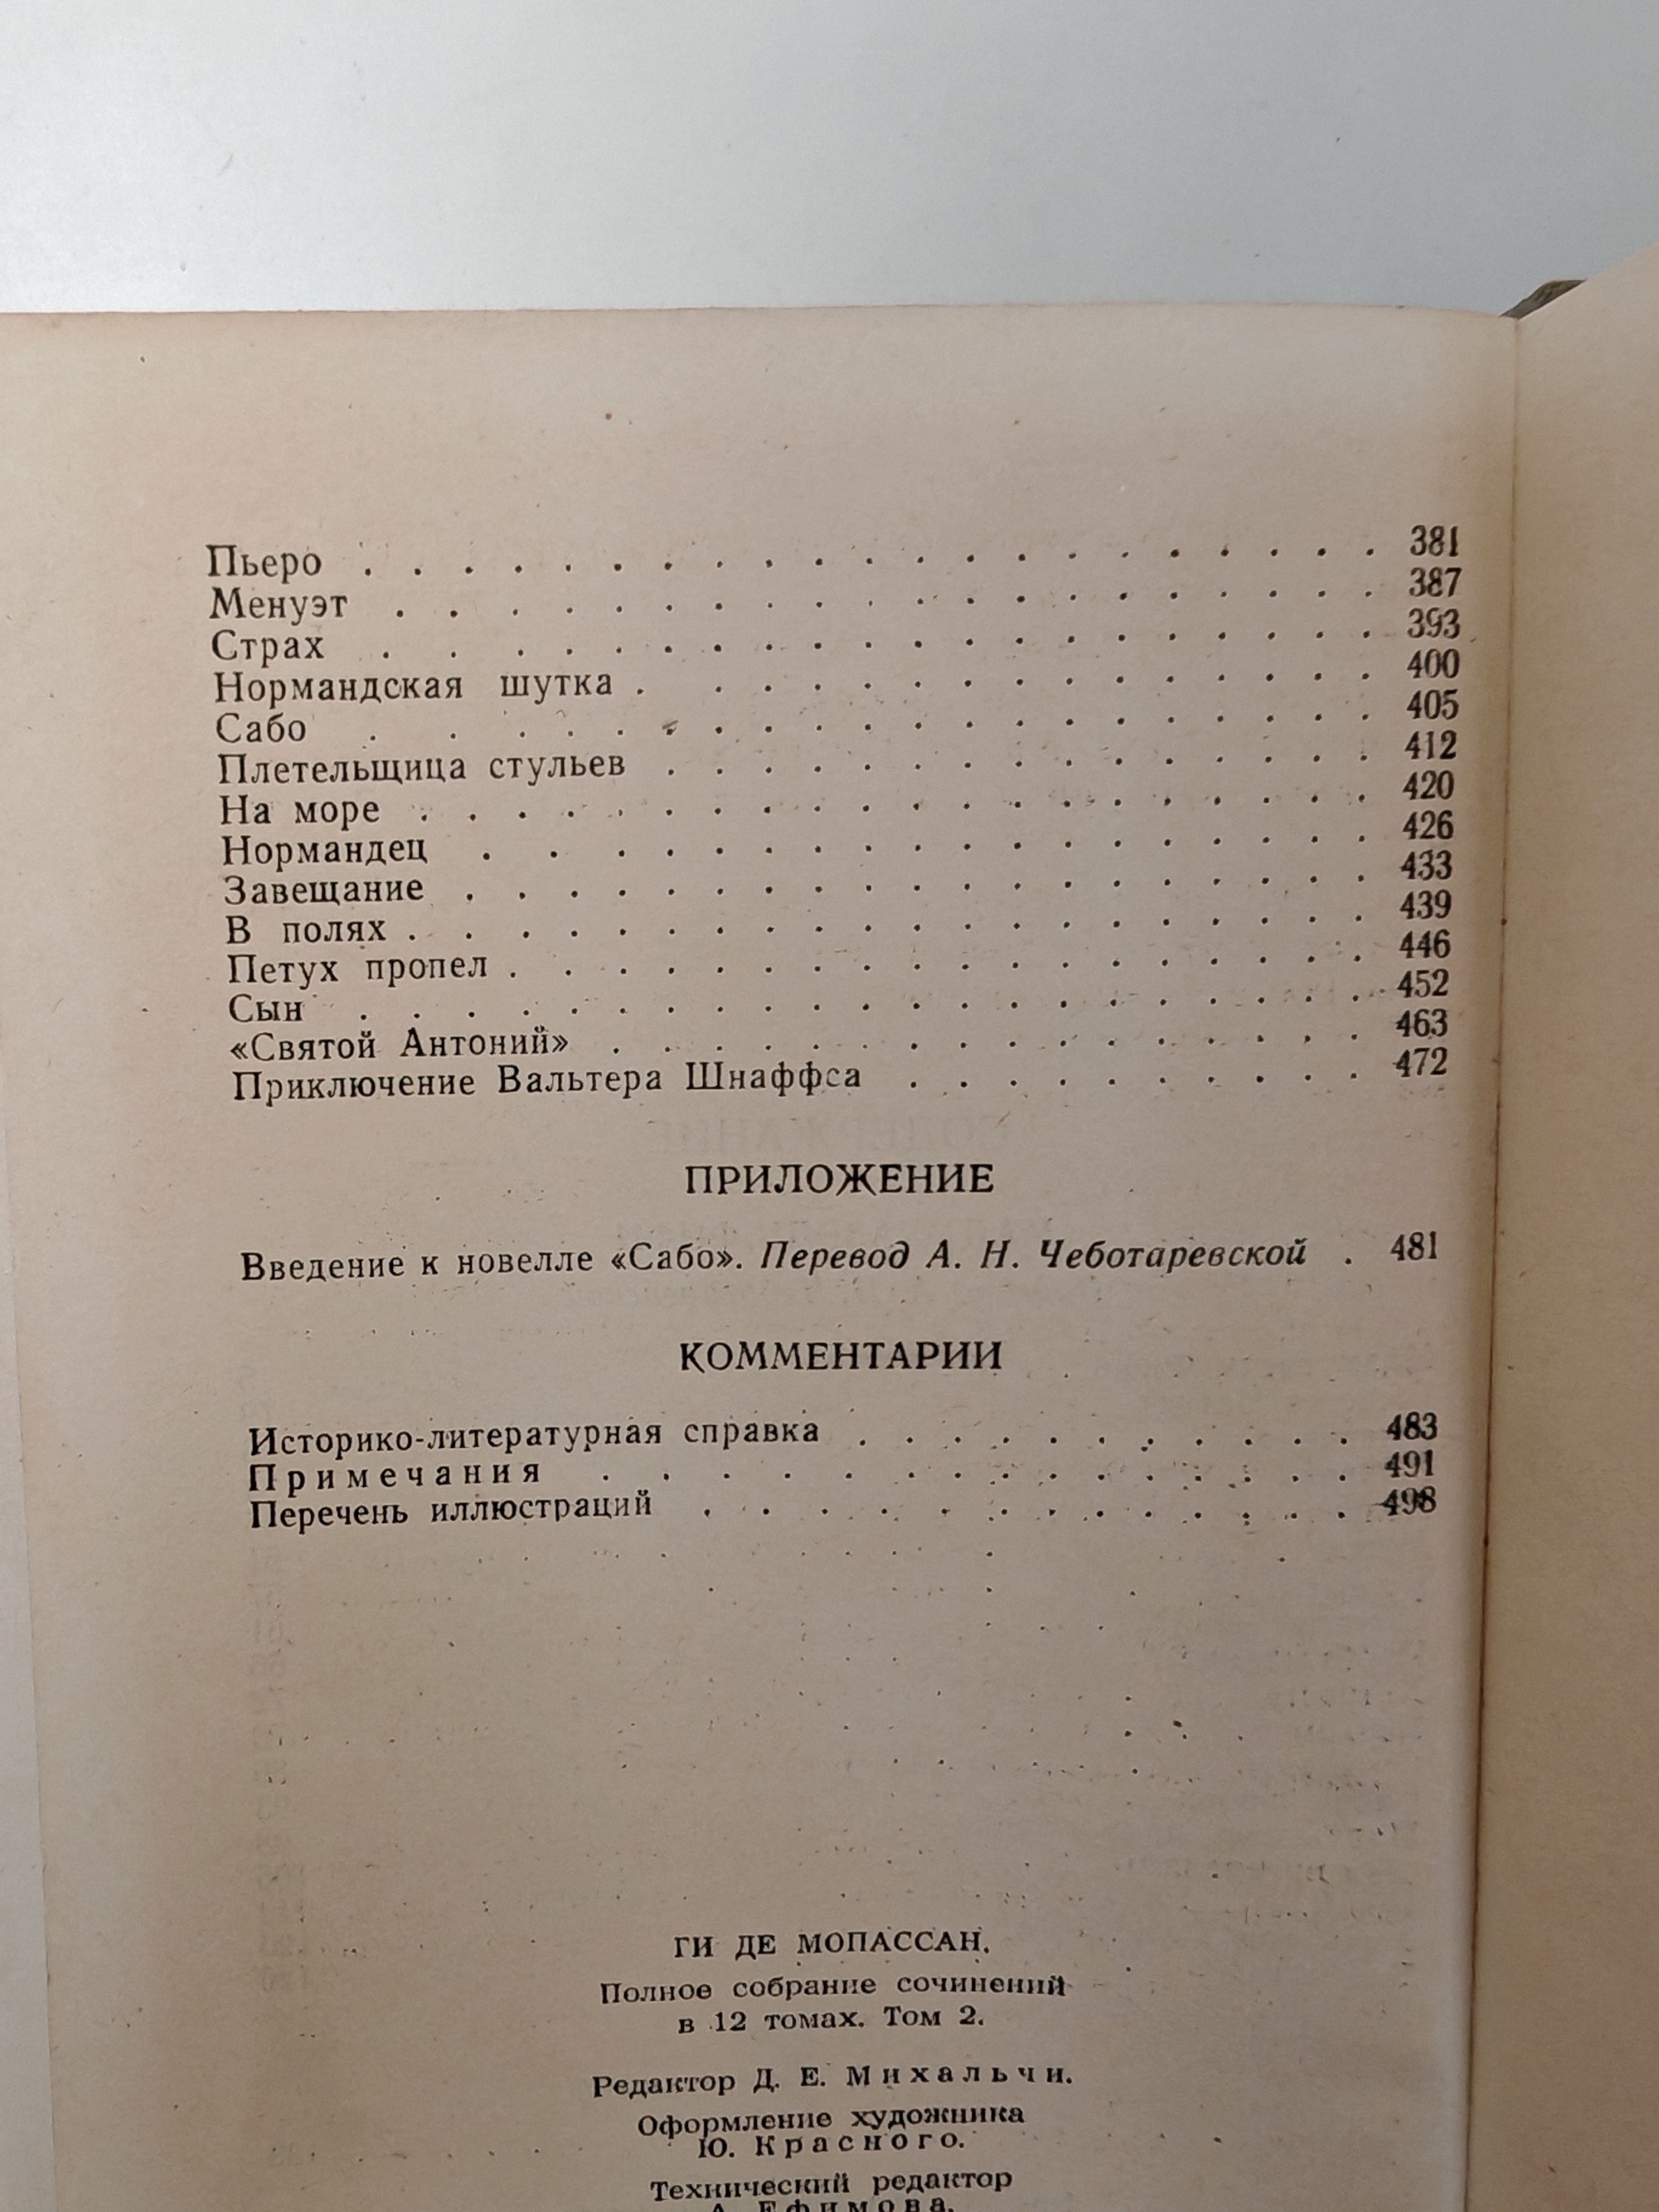 Пьеро . . . . . . . . . . . . . . . . . . . . . 381
Менуэт . . . . . . . . . . . . . . . . . . . . 387
Страх . . . . . . . . . . . . . . . . . . . 393
Нормандская шутка . . . . . . . . . . . . . . . 400
Сабо . . . . . . . . . . . . . . . . . . . 405
Плетельщица стульев . . . . . . . . . . . . . . . 412
На море . . . . . . . . . . . . . . . . . . . . 420
Нормандец . . . . . . . . . . . . . . . . . . 426
Завещание . . . . . . . . . . . . . . . . . . . 433
В полях . . . . . . . . . . . . . . . . . . . . 439
Петух пропел . . . . . . . . . . . . . . . . . . 446
Сын . . . . . . . . . . . . . . . . . . . . . 452
«Святой Антоний» . . . . . . . . . . . . . . 463
Приключение Вальтера Шнаффса . . . . . . . . . . 472
ПРИЛОЖЕНИЕ
Введение к новелле «Сабо». Перевод А. Н. Чеботаревской . 481
КОММЕНТАРИИ
Историко-литературная справка . . . . . . . . . . . 483
Примечания . . . . . . . . . . . . . . 491
Перечень иллюстраций . . . . . . . . . . . . 498
ГИ ДЕ МОПАССАН.
Полное собрание сочинений
в 12 томах. Том 2.
Редактор Д. Е. Михальчи.
Оформление художника
Ю. Красного.
Технический редактор
А. Ефимова.